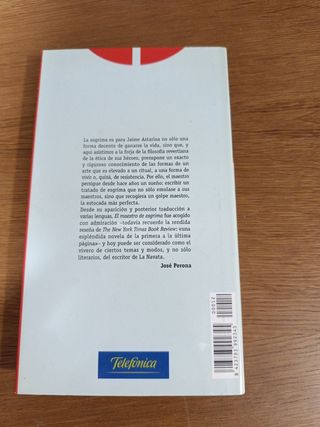 La esgrima es para Jaime Astarloa no sólo una
forma decente de ganarse la vida, sino que, y
aquí asistimos a la forja de la filosofía revertiana
de la ética de sus héroes, presupone un exacto
y riguroso conocimiento de las formas de un
arte que es elevado a un ritual, a una forma de
vivir o, quizá, de resistencia. Por ello, el maestro
persigue desde hace años un sueño: escribir un
tratado de esgrima que no sólo emulase a sus
maestros, sino que recogiera un golpe maestro,
la estocada más perfecta.
Desde su aparición y posterior traducción a
varias lenguas, El maestro de esgrima fue acogido
con admiración –todavía recuerdo la rendida
reseña de The New York Times Book Review: «una
espléndida novela de la primera a la última
página»– y hoy puede ser considerado como el
vivero de ciertos temas y modos, y no sólo
literarios, del escritor de La Navata.
José Perona
Telefónica
00012